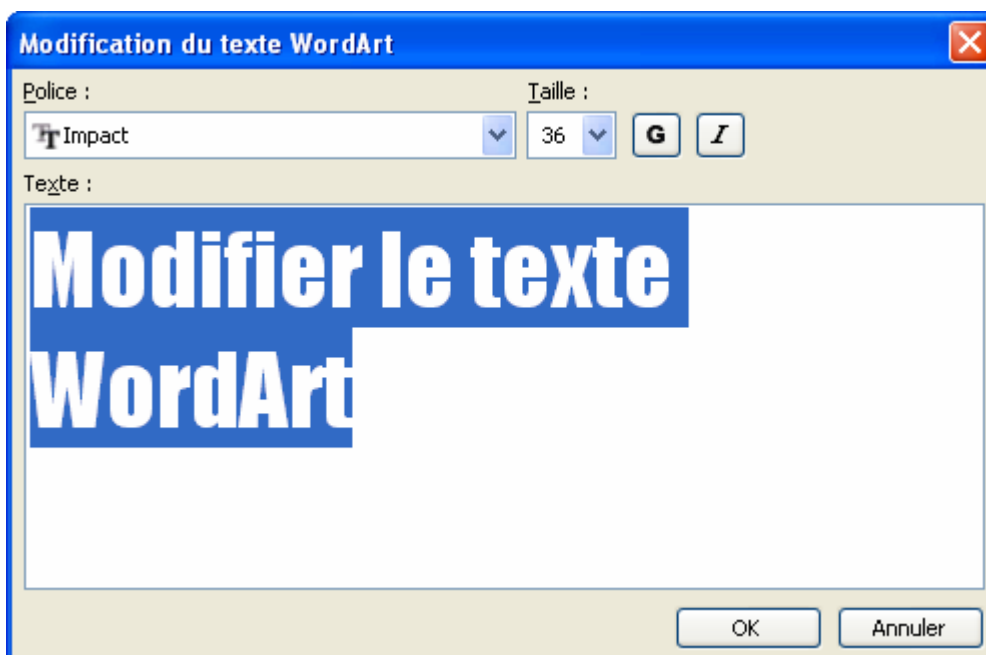 Modification du texte WordArt
Police :
Taille :
Impact
36
G
I
Texte :
Modifier le texte
WordArt
OK
Annuler